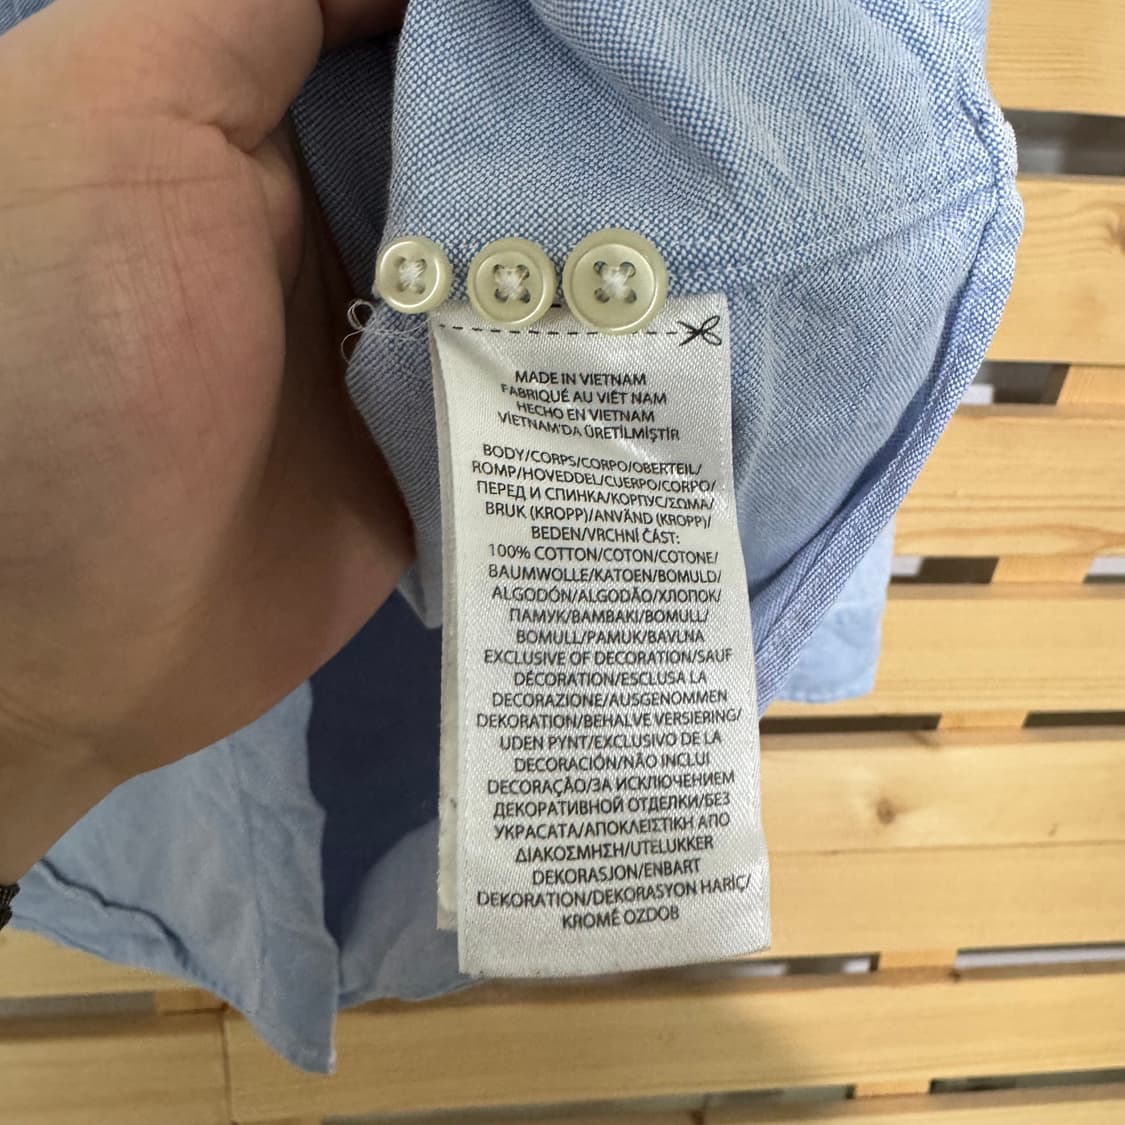 MADE IN VIETNAM
FABRIQUÉ AU VIÊT NAM
HECHO EN VIETNAM
VİETNAM'DA ÜRETİLMİŞTİR
BODY/CORPS/CORPO/OBERTEIL/
ROMP/HOVEDDEL/CUERPO/CORPO/
ПЕРЕД И СПИНКА/КОРПУС/ΣΩΜΑ/
BRUK (KROPP)/ANVÄND (KROPP)/
BEDEN/VRCHNÍ ČÁST:
100% COTTON/COTON/COTONE/
BAUMWOLLE/KATOEN/BOMULD/
ALGODÓN/ALGODÃO/ХЛОПОК/
ПАМУК/ΒΑΜΒΑΚΙ/BOMULL/
BOMULL/PAMUK/BAVLNA
EXCLUSIVE OF DECORATION/SAUF
DÉCORATION/ESCLUSA LA
DECORAZIONE/AUSGENOMMEN
DEKORATION/BEHALVE VERSIERING/
UDEN PYNT/EXCLUSIVO DE LA
DECORACIÓN/NÃO INCLUI
DECORAÇÃO/ЗА ИСКЛЮЧЕНИЕМ
ДЕКОРАТИВНОЙ ОТДЕЛКИ/БЕЗ
УКРАСАТА/ΑΠΟΚΛΕΙΣΤΙΚΗ ΑΠΟ
ΔΙΑΚΟΣΜΗΣΗ/UTELUKKER
DEKORASJON/ENBART
DEKORATION/DEKORASYON HARİÇ/
KROMĚ OZDOB